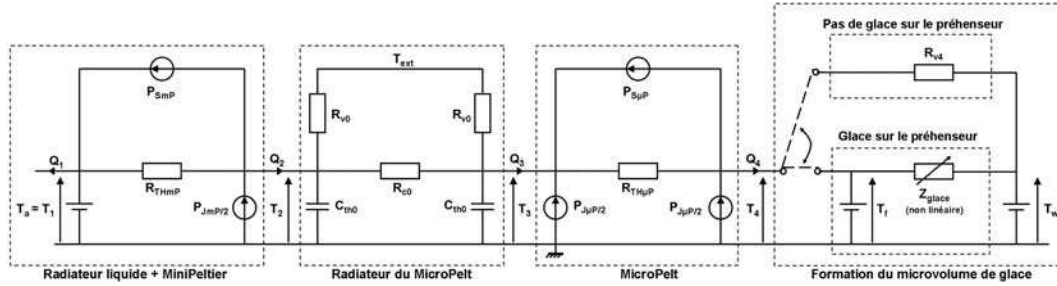 Pas de glace sur le préhenseur
R_v4
T_ext
P_SmP
P_SµP
R_v0
R_v0
Glace sur le préhenseur
Q_1
Q_2
Q_3
Q_4
R_THmP
R_c0
R_THµP
Z_glace
(non linéaire)
T_a = T_1
P_JmP/2
T_2
C_th0
C_th0
T_3
P_JµP/2
P_JµP/2
T_4
T_f
T_w
Radiateur liquide + MiniPeltier
Radiateur du MicroPelt
MicroPelt
Formation du microvolume de glace